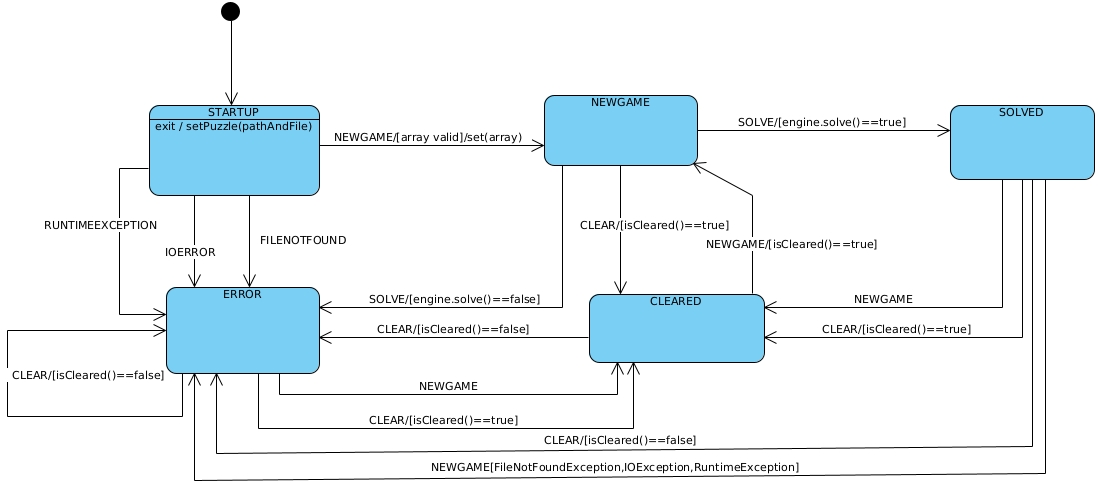 STARTUP
exit / setPuzzle(pathAndFile)
NEWGAME/[array valid]/set(array)
NEWGAME
SOLVE/[engine.solve()==true]
SOLVED
RUNTIMEEXCEPTION
IOERROR
FILENOTFOUND
CLEAR/[isCleared()==true]
NEWGAME/[isCleared()==true]
ERROR
SOLVE/[engine.solve()==false]
CLEARED
NEWGAME
CLEAR/[isCleared()==false]
CLEAR/[isCleared()==true]
CLEAR/[isCleared()==false]
NEWGAME
CLEAR/[isCleared()==true]
CLEAR/[isCleared()==false]
NEWGAME[FileNotFoundException,IOException,RuntimeException]